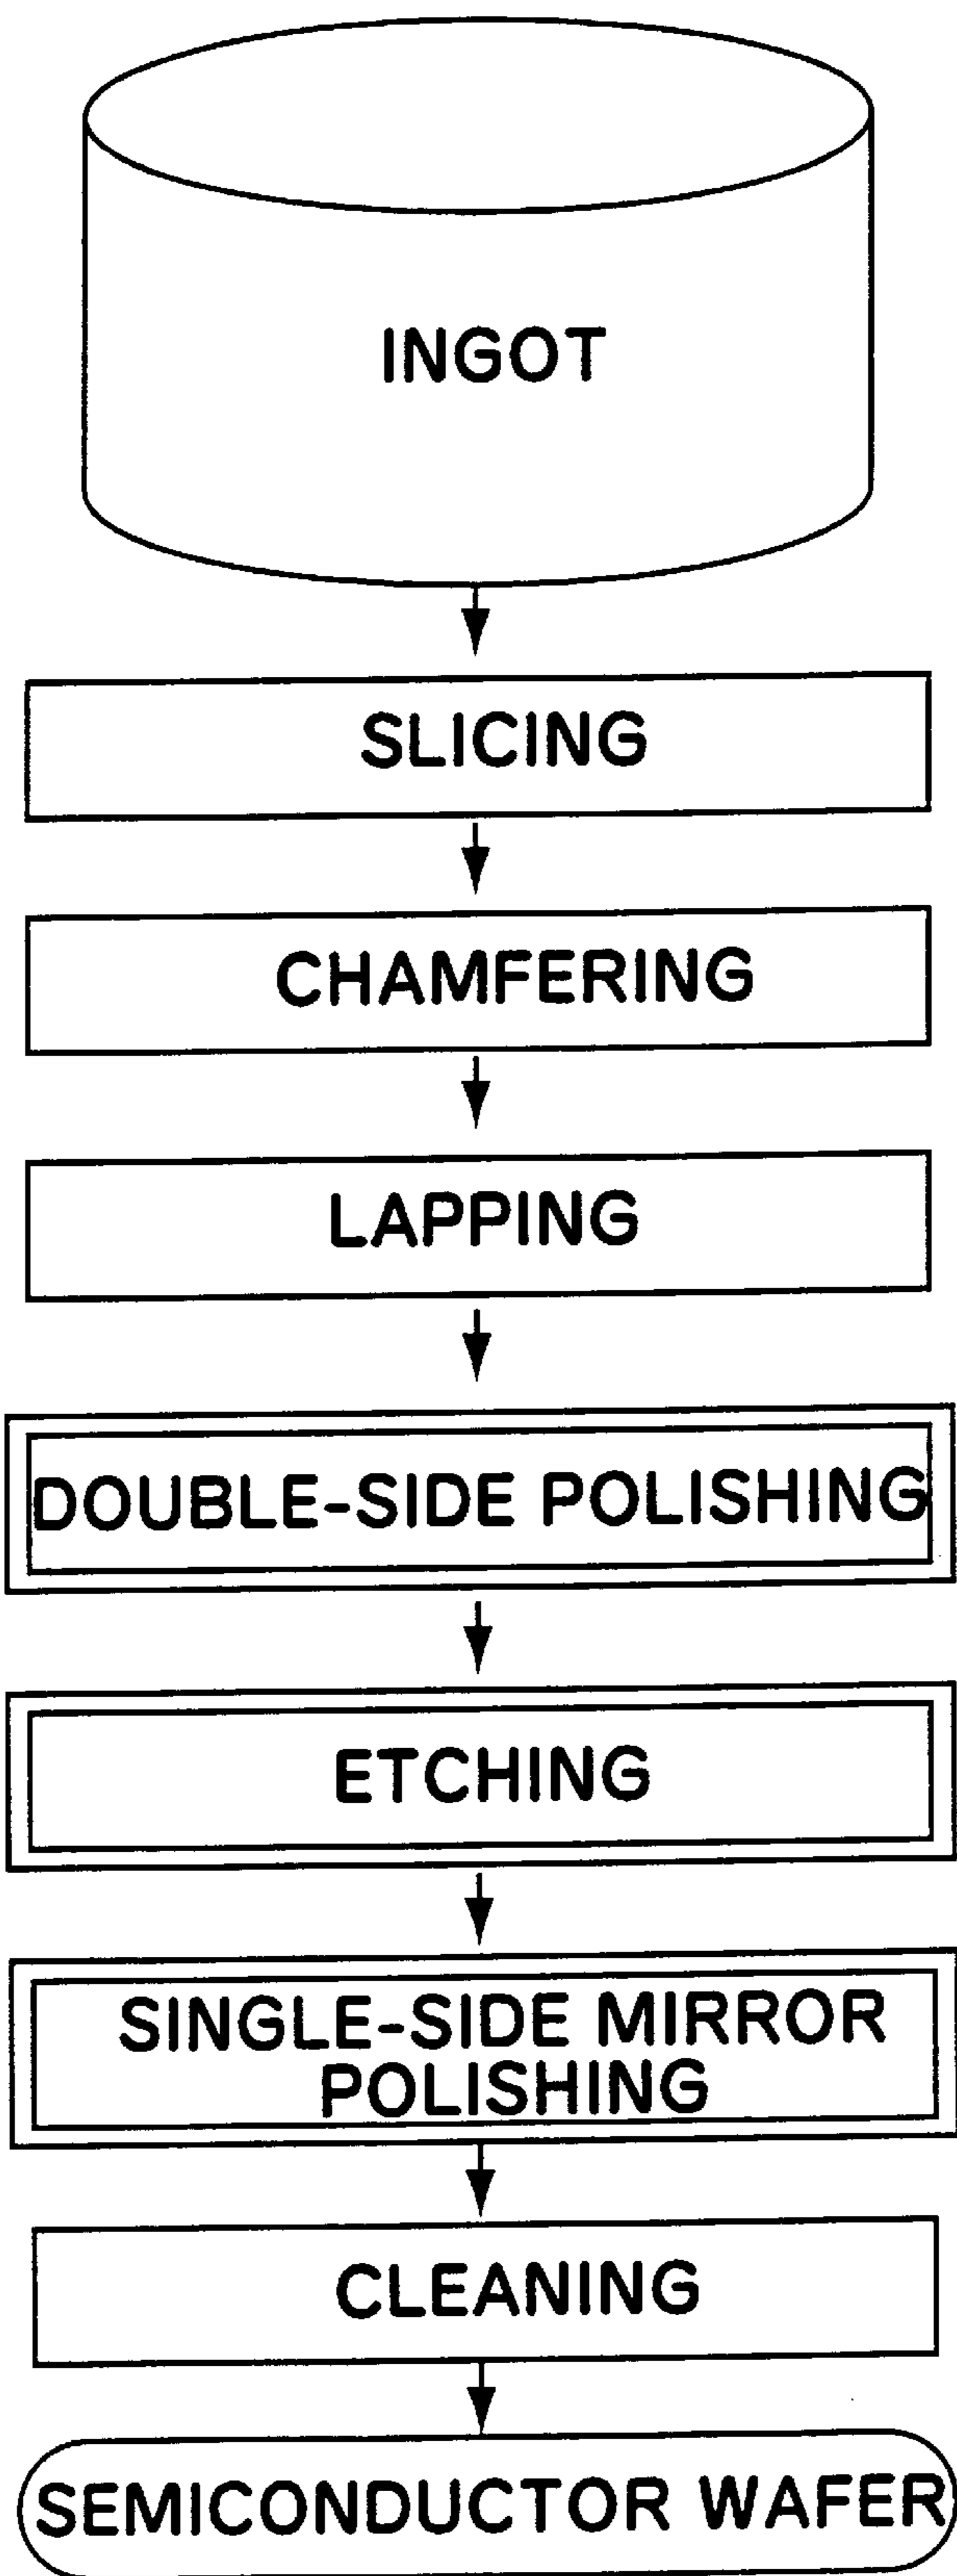 INGOT
SLICING
CHAMFERING
LAPPING
DOUBLE-SIDE POLISHING
ETCHING
SINGLE-SIDE MIRROR
POLISHING
CLEANING
SEMICONDUCTOR WAFER